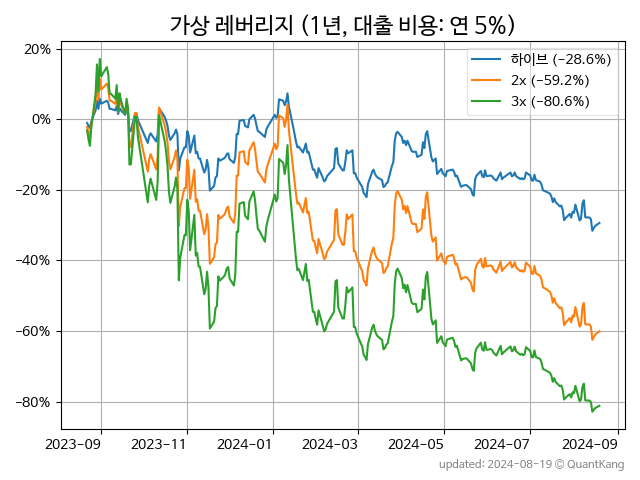 가상 레버리지 (1년, 대출 비용: 연 5%)
하이브 (−28.6%)
2x (−59.2%)
3x (−80.6%)
20%
0%
−20%
−40%
−60%
−80%
2023−09 2023−11 2024−01 2024−03 2024−05 2024−07 2024−09
updated: 2024-08-19 © QuantKang